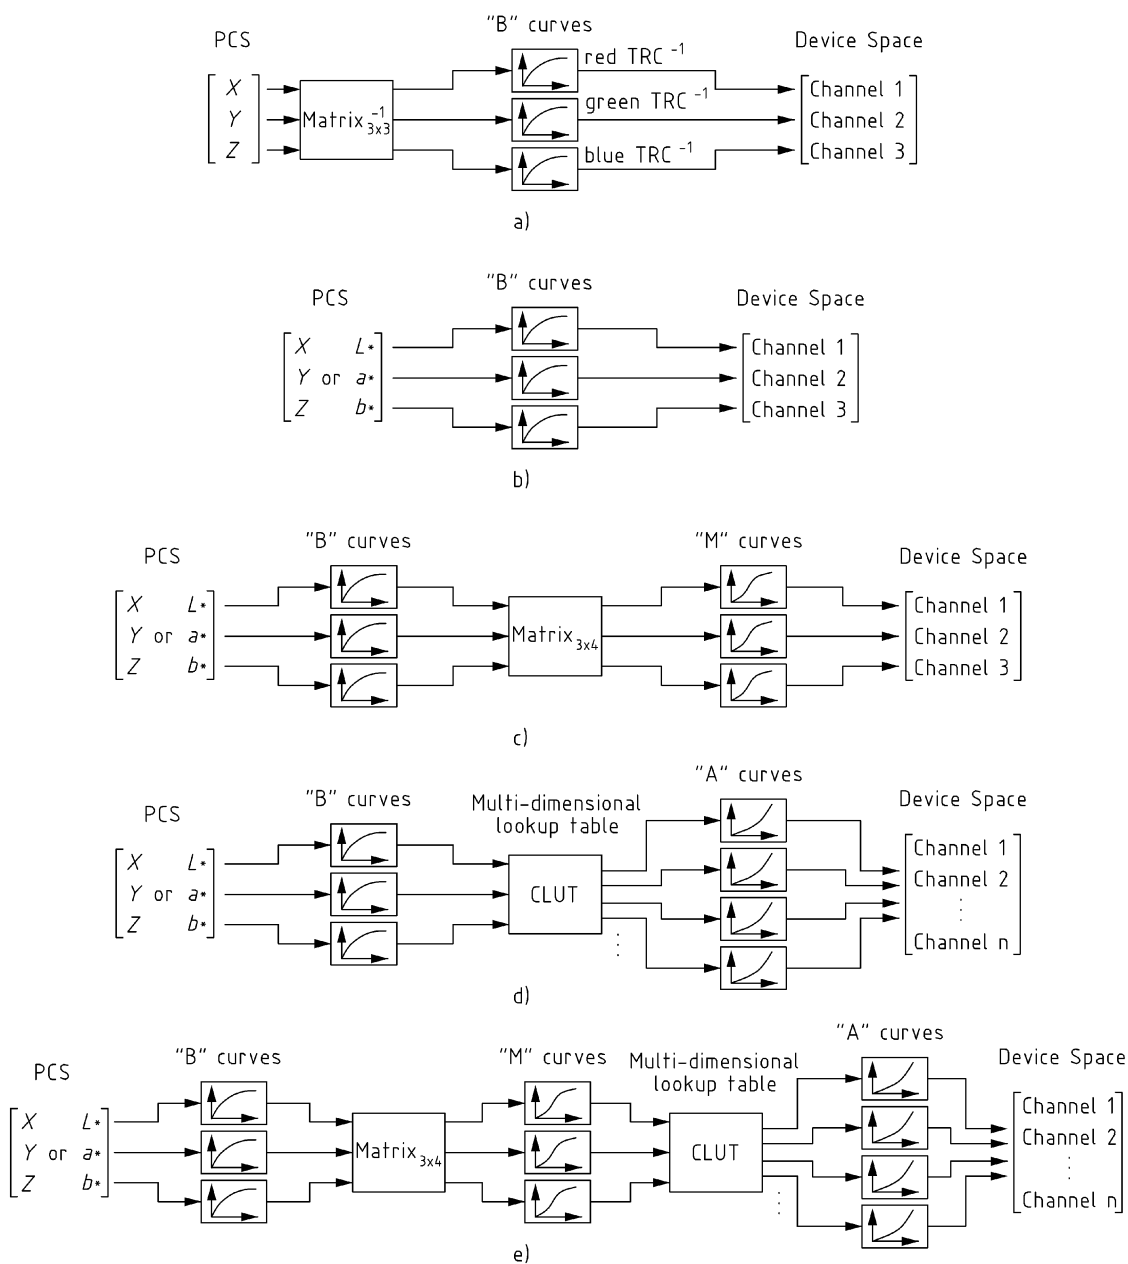 PCS
"B" curves
Device Space
X
Y
Z
Matrix -1 3x3
red TRC -1
green TRC -1
blue TRC -1
Channel 1
Channel 2
Channel 3
a)
PCS
"B" curves
Device Space
X L*
Y or a*
Z b*
Channel 1
Channel 2
Channel 3
b)
PCS
"B" curves
"M" curves
Device Space
X L*
Y or a*
Z b*
Matrix 3x4
Channel 1
Channel 2
Channel 3
c)
PCS
"B" curves
Multi-dimensional
lookup table
"A" curves
Device Space
X L*
Y or a*
Z b*
CLUT
Channel 1
Channel 2
Channel n
d)
PCS
"B" curves
"M" curves
Multi-dimensional
lookup table
"A" curves
Device Space
X L*
Y or a*
Z b*
Matrix 3x4
CLUT
Channel 1
Channel 2
Channel n
e)